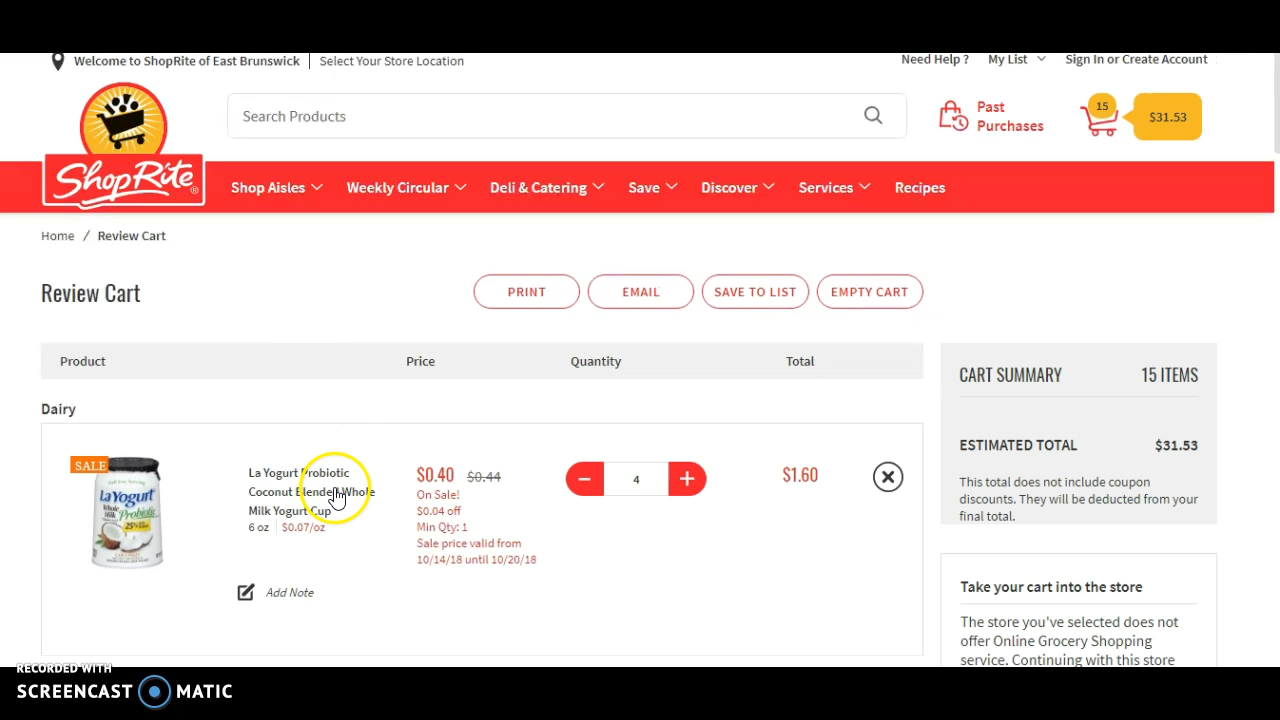 Welcome to ShopRite of East Brunswick
Select Your Store Location
Need Help ?
My List
Sign In or Create Account
Search Products
Past
Purchases
15
$31.53
ShopRite
Shop Aisles
Weekly Circular
Deli & Catering
Save
Discover
Services
Recipes
Home / Review Cart
Review Cart
PRINT
EMAIL
SAVE TO LIST
EMPTY CART
Product
Price
Quantity
Total
Dairy
SALE
La Yogurt
Whole Milk Probiotic
25%
La Yogurt Probiotic
Coconut Blended Whole
Milk Yogurt Cup
6 oz
$0.07/oz
$0.40 $0.44
On Sale!
$0.04 off
Min Qty: 1
Sale price valid from
10/14/18 until 10/20/18
4
$1.60
Add Note
CART SUMMARY
15 ITEMS
ESTIMATED TOTAL
$31.53
This total does not include coupon
discounts. They will be deducted from your
final total.
Take your cart into the store
The store you've selected does not
offer Online Grocery Shopping
service. Continuing with this store
RECORDED WITH
SCREENCAST MATIC